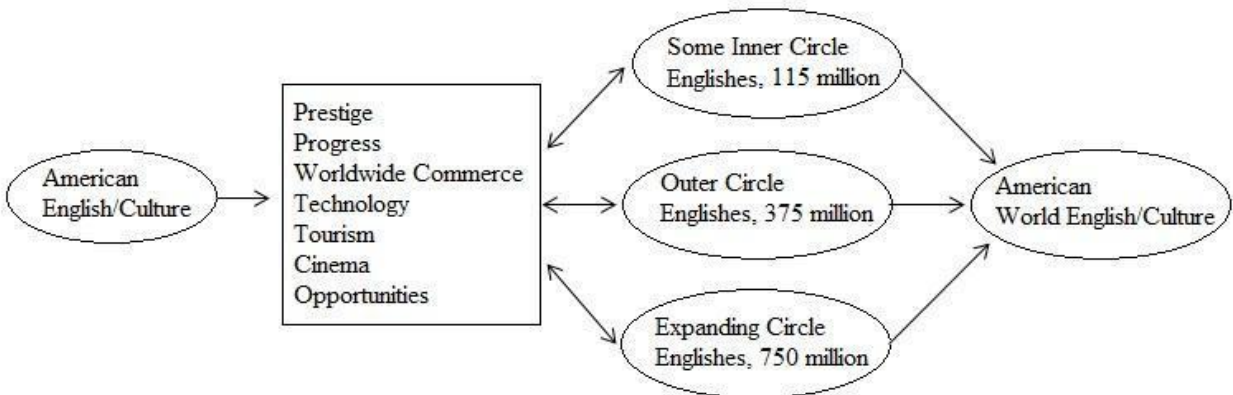 American
English/Culture
Prestige
Progress
Worldwide Commerce
Technology
Tourism
Cinema
Opportunities
Some Inner Circle
Englishes, 115 million
Outer Circle
Englishes, 375 million
Expanding Circle
Englishes, 750 million
American
World English/Culture